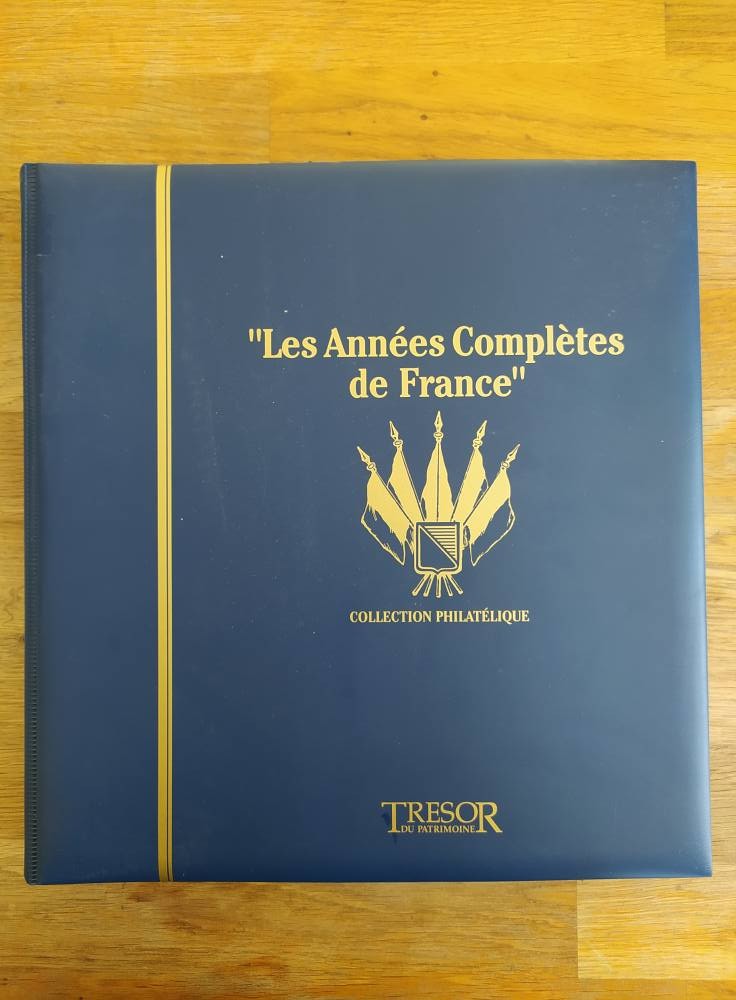 "Les Années Complètes
de France"
COLLECTION PHILATÉLIQUE
TRESOR
DU PATRIMOINE